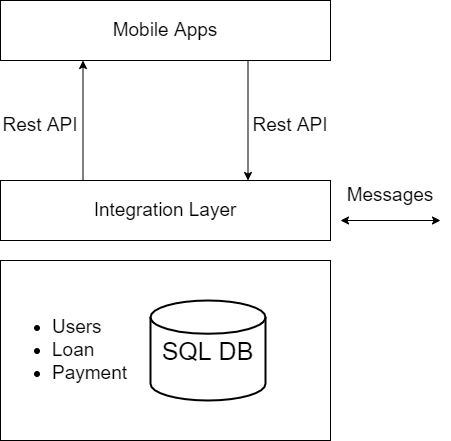 Mobile Apps
Rest API
Rest API
Messages
Integration Layer
• Users
• Loan
• Payment
SQL DB